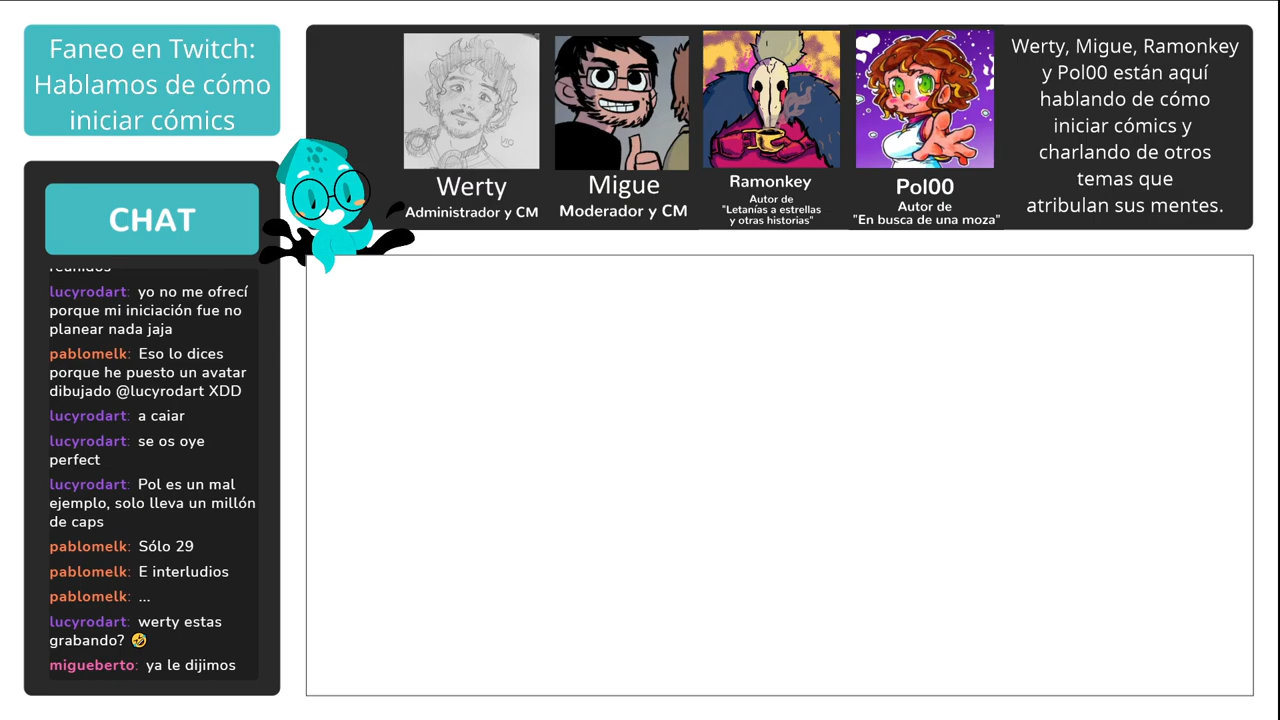 Faneo en Twitch:
Hablamos de cómo
iniciar cómics
Werty
Administrador y CM
Migue
Moderador y CM
Ramonkey
Autor de
"Letanías a estrellas
y otras historias"
Pol00
Autor de
"En busca de una moza"
Werty, Migue, Ramonkey
y Pol00 están aquí
hablando de cómo
iniciar cómics y
charlando de otros
temas que
atribulan sus mentes.
CHAT
reunidos
lucyrodart: yo no me ofrecí
porque mi iniciación fue no
planear nada jaja
pablomelk: Eso lo dices
porque he puesto un avatar
dibujado @lucyrodart XDD
lucyrodart: a caiar
lucyrodart: se os oye
perfect
lucyrodart: Pol es un mal
ejemplo, solo lleva un millón
de caps
pablomelk: Sólo 29
pablomelk: E interludios
pablomelk: ...
lucyrodart: werty estas
grabando? 🤣
migueberto: ya le dijimos